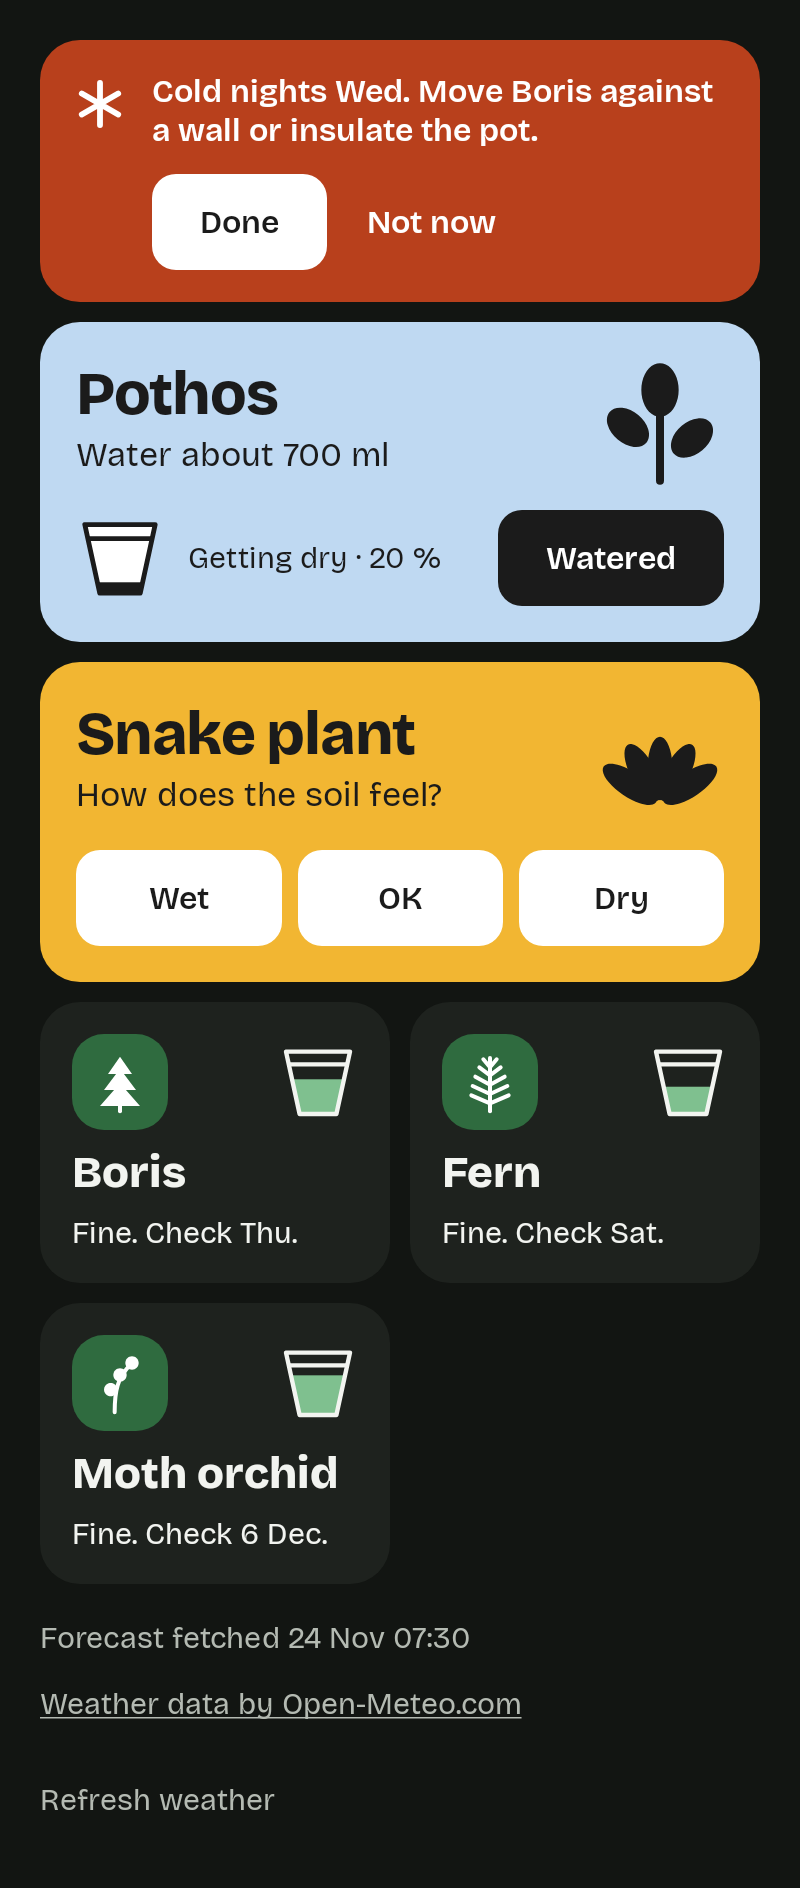 Cold nights Wed. Move Boris against
a wall or insulate the pot.
Done
Not now
Pothos
Water about 700 ml
Getting dry · 20 %
Watered
Snake plant
How does the soil feel?
Wet
OK
Dry
Boris
Fine. Check Thu.
Fern
Fine. Check Sat.
Moth orchid
Fine. Check 6 Dec.
Forecast fetched 24 Nov 07:30
Weather data by Open-Meteo.com
Refresh weather